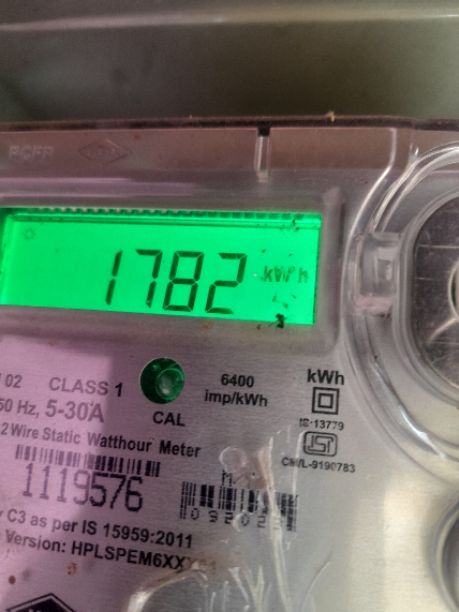 1782 kWh
02 CLASS 1
50 Hz, 5-30A
CAL
6400
imp/kWh
kWh
IS-13779
CM/L-9190783
2 Wire Static Watthour Meter
1119576
M
C3 as per IS 15959:2011
Version: